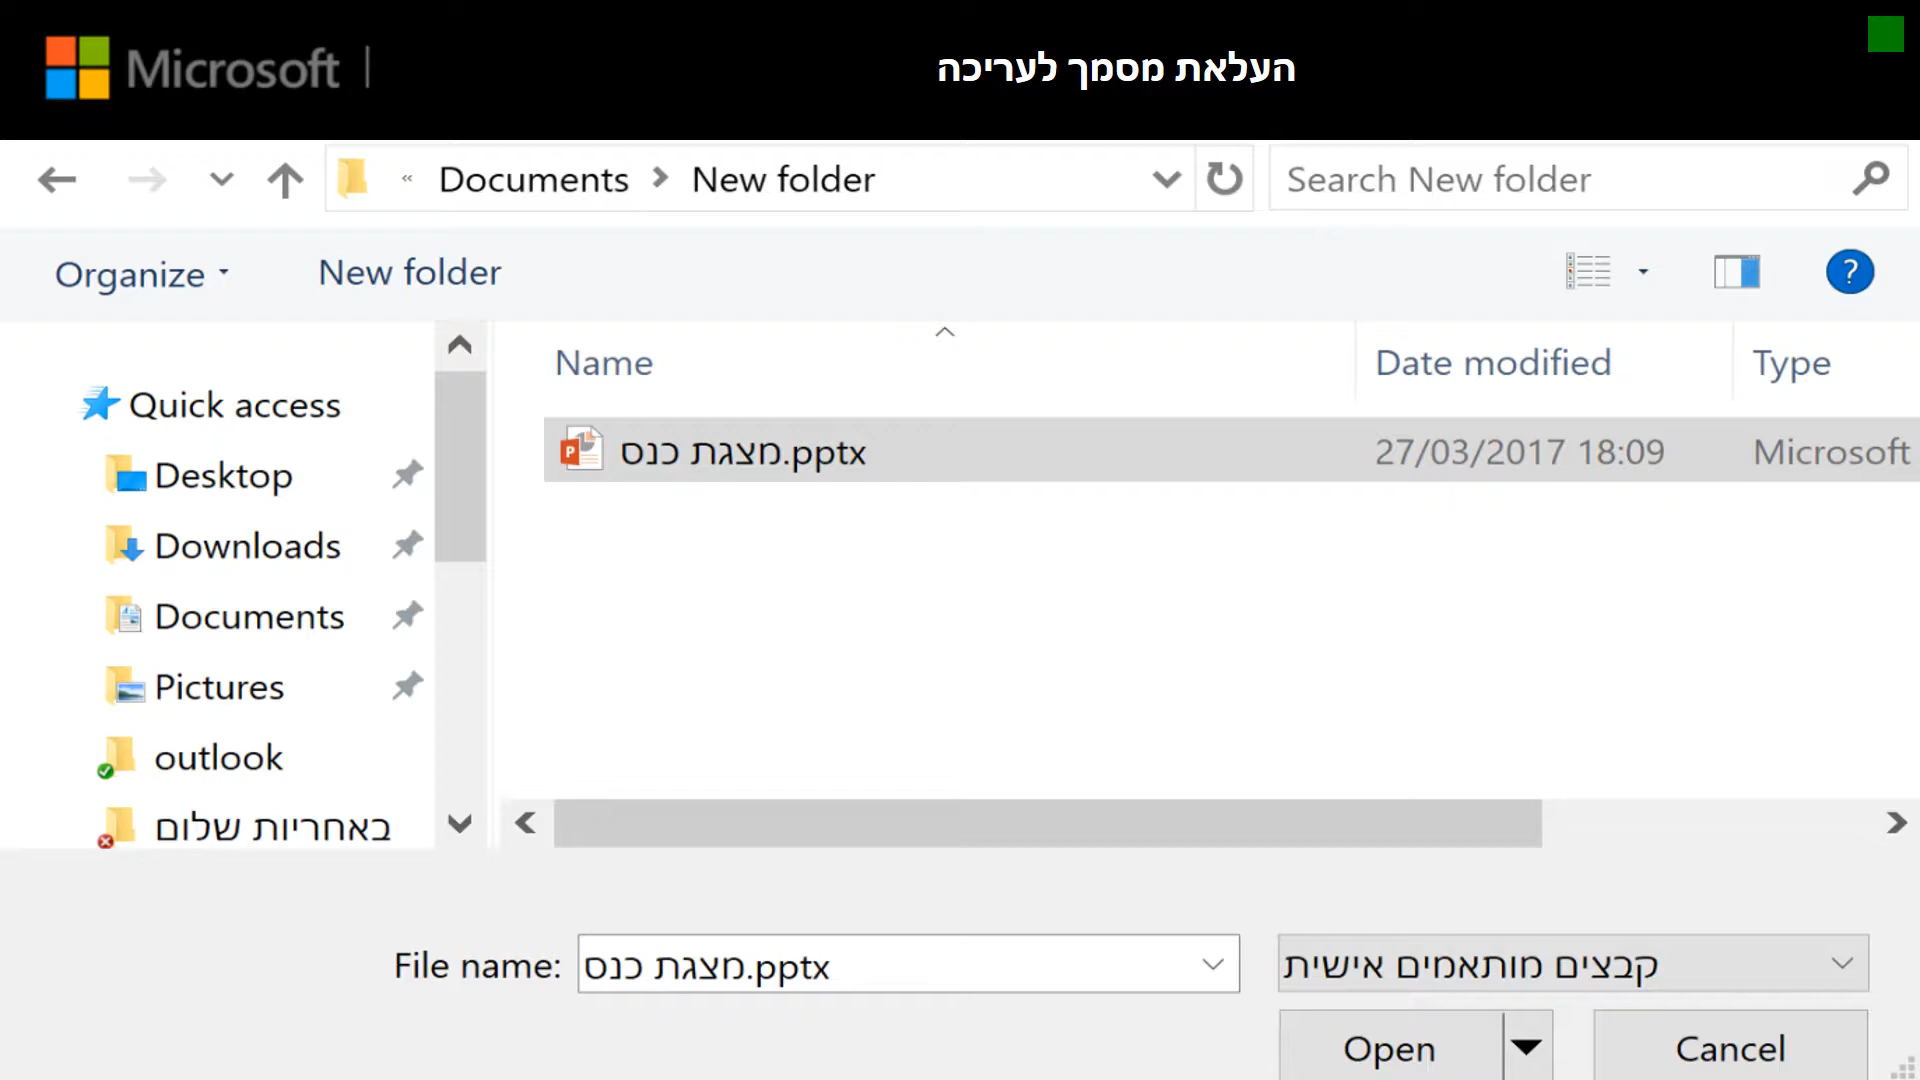 Microsoft
העלאת מסמך לעריכה
« Documents > New folder
Search New folder
Organize
New folder
?
Name
Date modified
Type
מצגת כנס.pptx
27/03/2017 18:09
Microsoft
Quick access
Desktop
Downloads
Documents
Pictures
outlook
באחריות שלום
File name:
מצגת כנס.pptx
קבצים מותאמים אישית
Open
Cancel